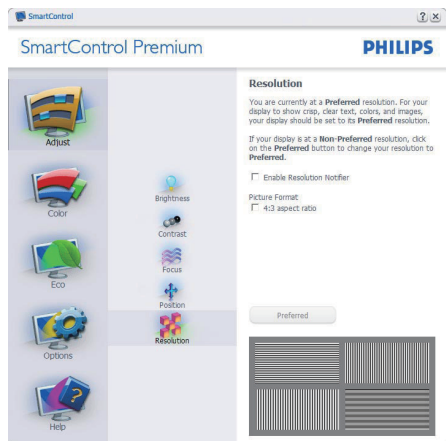 SmartControl
SmartControl Premium
PHILIPS
Adjust
Color
Eco
Options
Help
Brightness
Contrast
Focus
Position
Resolution
Resolution
You are currently at a Preferred resolution. For your
display to show crisp, clear text, colors, and images,
your display should be set to its Preferred resolution.
If your display is at a Non-Preferred resolution, click
on the Preferred button to change your resolution to
Preferred.
Enable Resolution Notifier
Picture Format
4:3 aspect ratio
Preferred